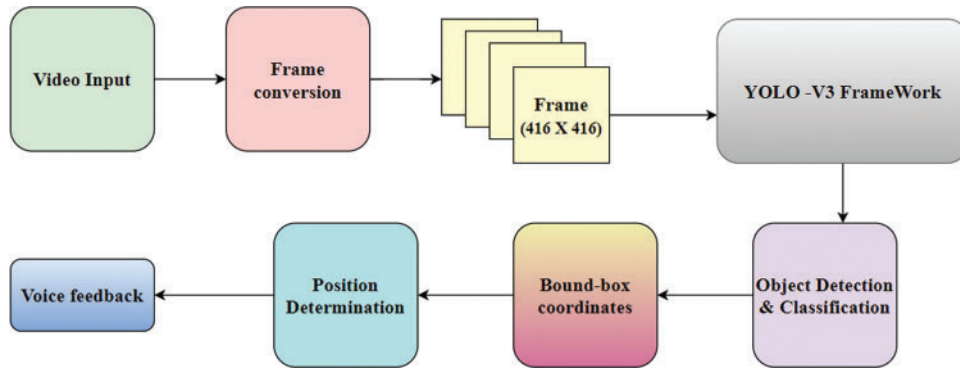 Video Input
Frame
conversion
Frame
(416 X 416)
YOLO -V3 FrameWork
Voice feedback
Position
Determination
Bound-box
coordinates
Object Detection
& Classification